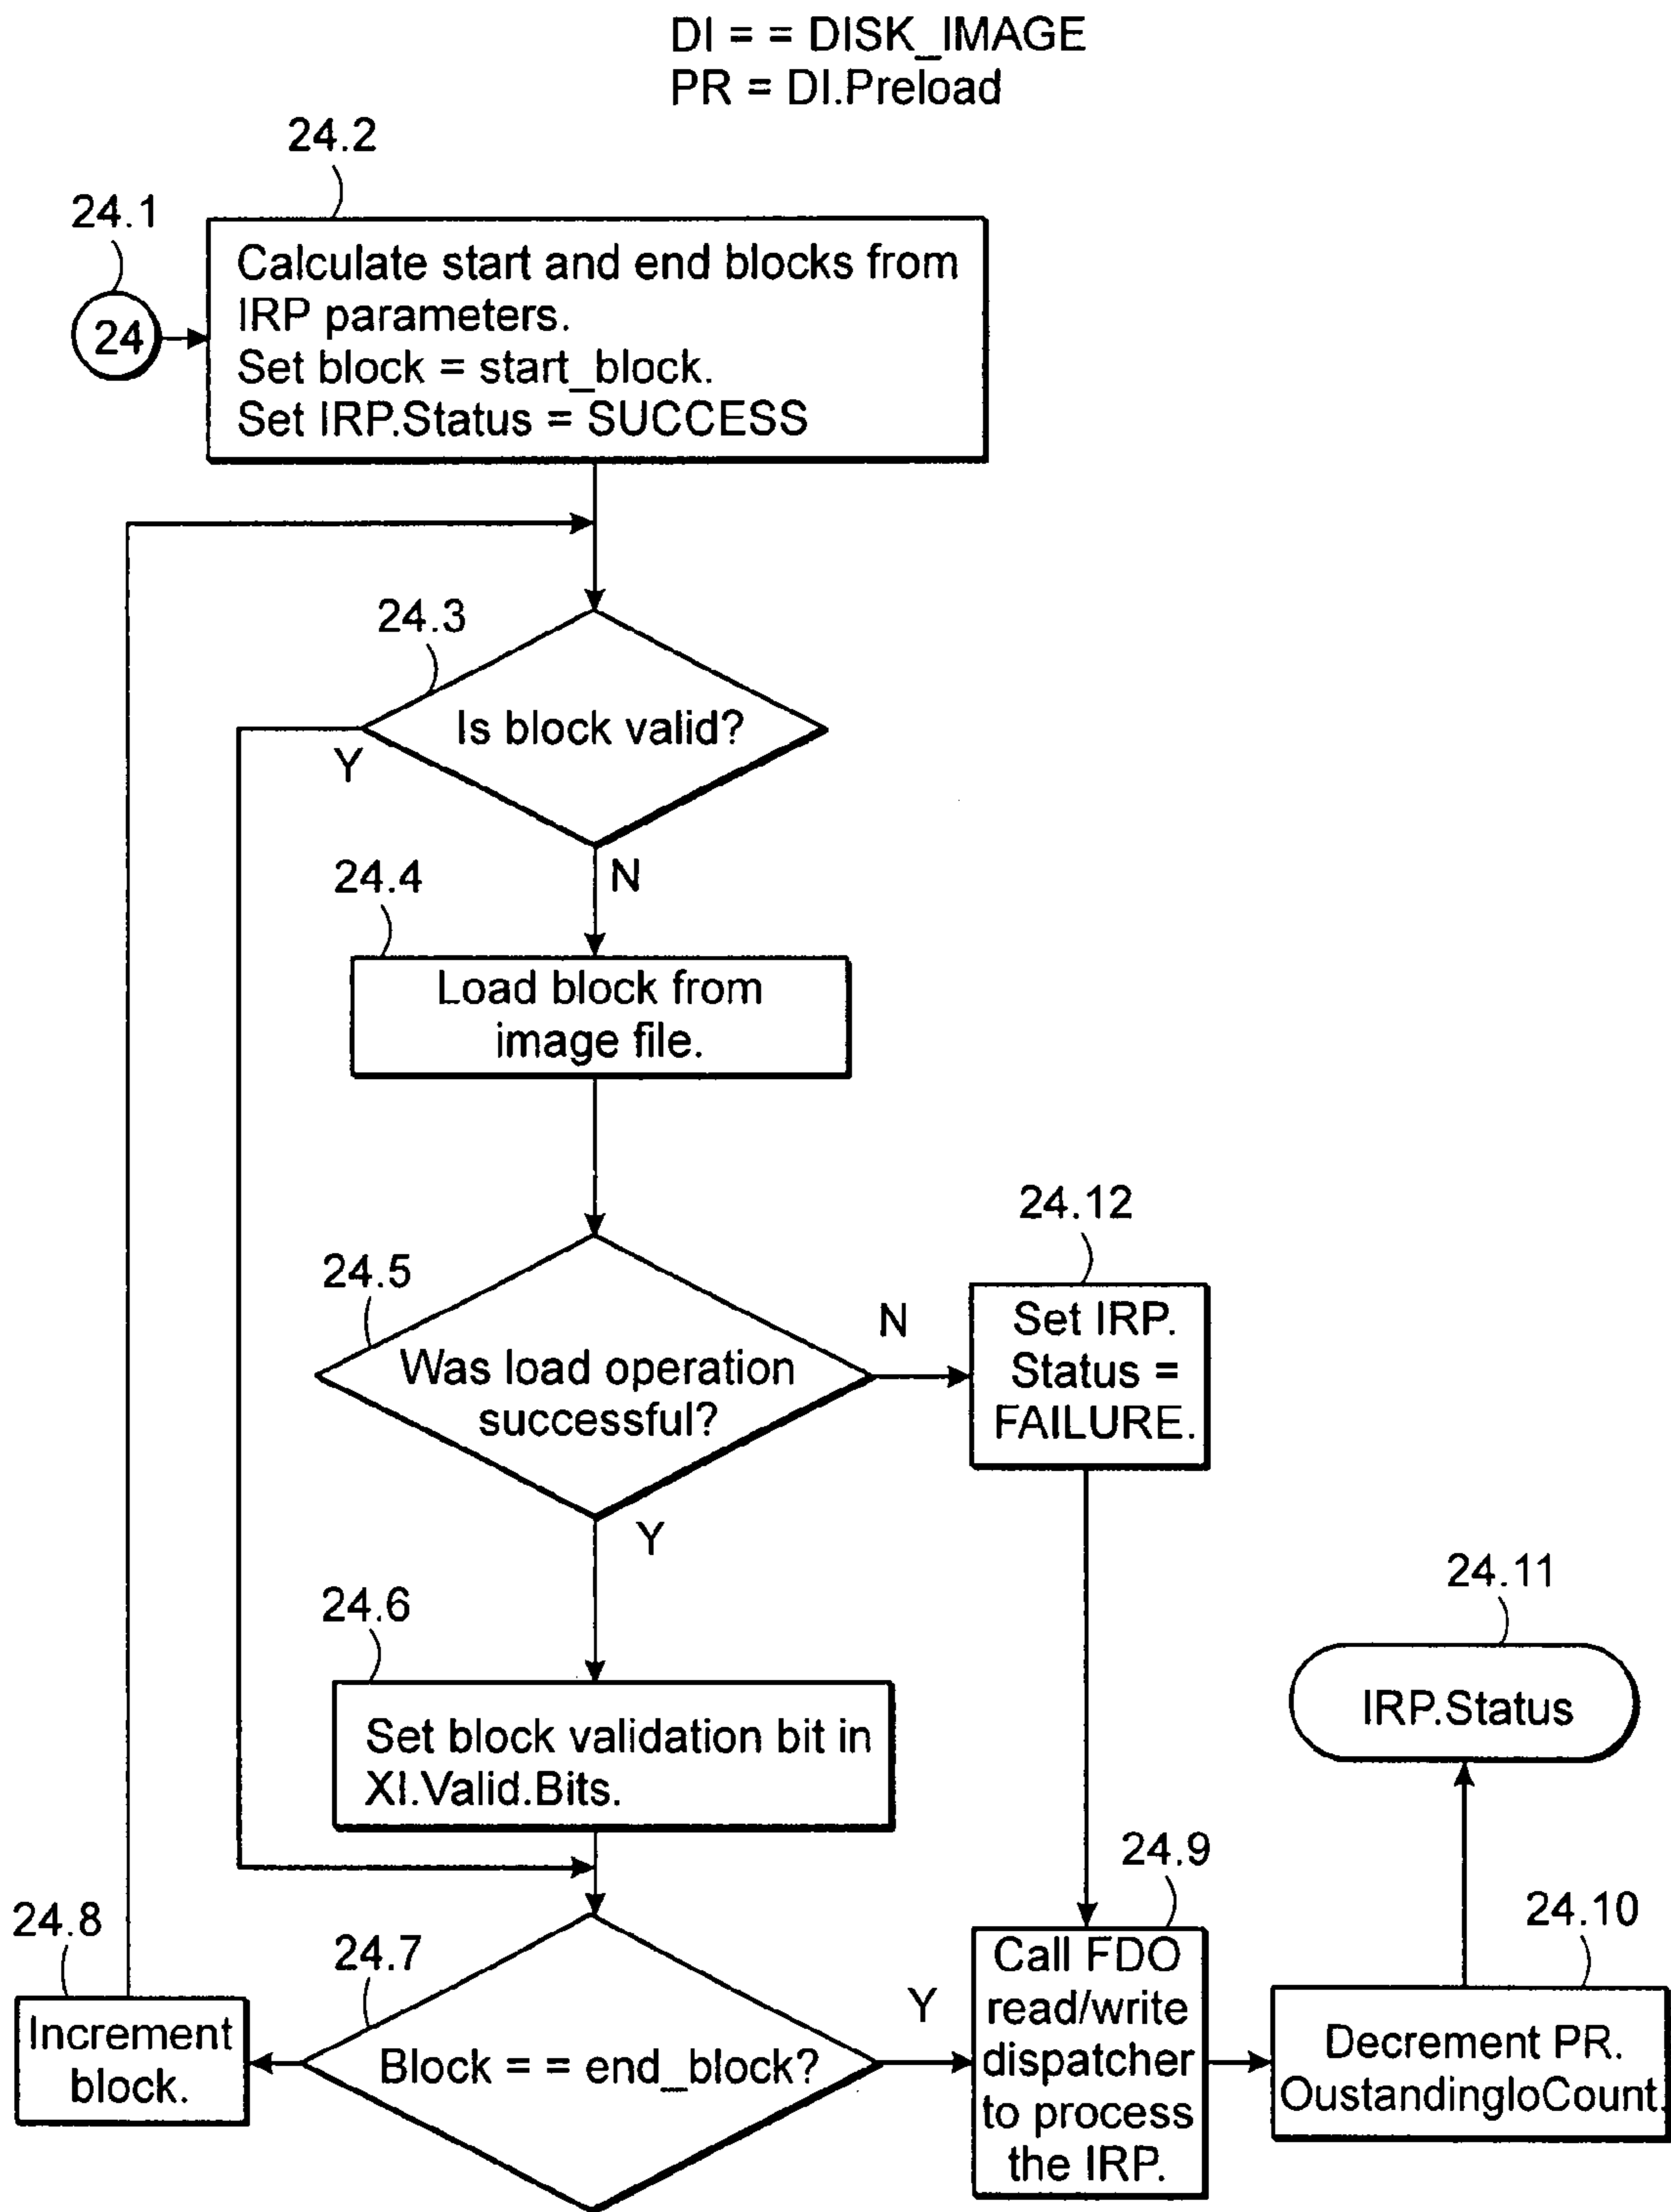 DI = = DISK_IMAGE
PR = DI.Preload
24.2
24.1
24
Calculate start and end blocks from
IRP parameters.
Set block = start_block.
Set IRP.Status = SUCCESS
24.3
Is block valid?
Y
N
24.4
Load block from
image file.
24.5
Was load operation
successful?
N
Y
24.12
Set IRP.
Status =
FAILURE.
24.6
Set block validation bit in
XI.Valid.Bits.
24.11
IRP.Status
24.8
Increment
block.
24.7
Block = = end_block?
Y
24.9
Call FDO
read/write
dispatcher
to process
the IRP.
24.10
Decrement PR.
OustandingIoCount.